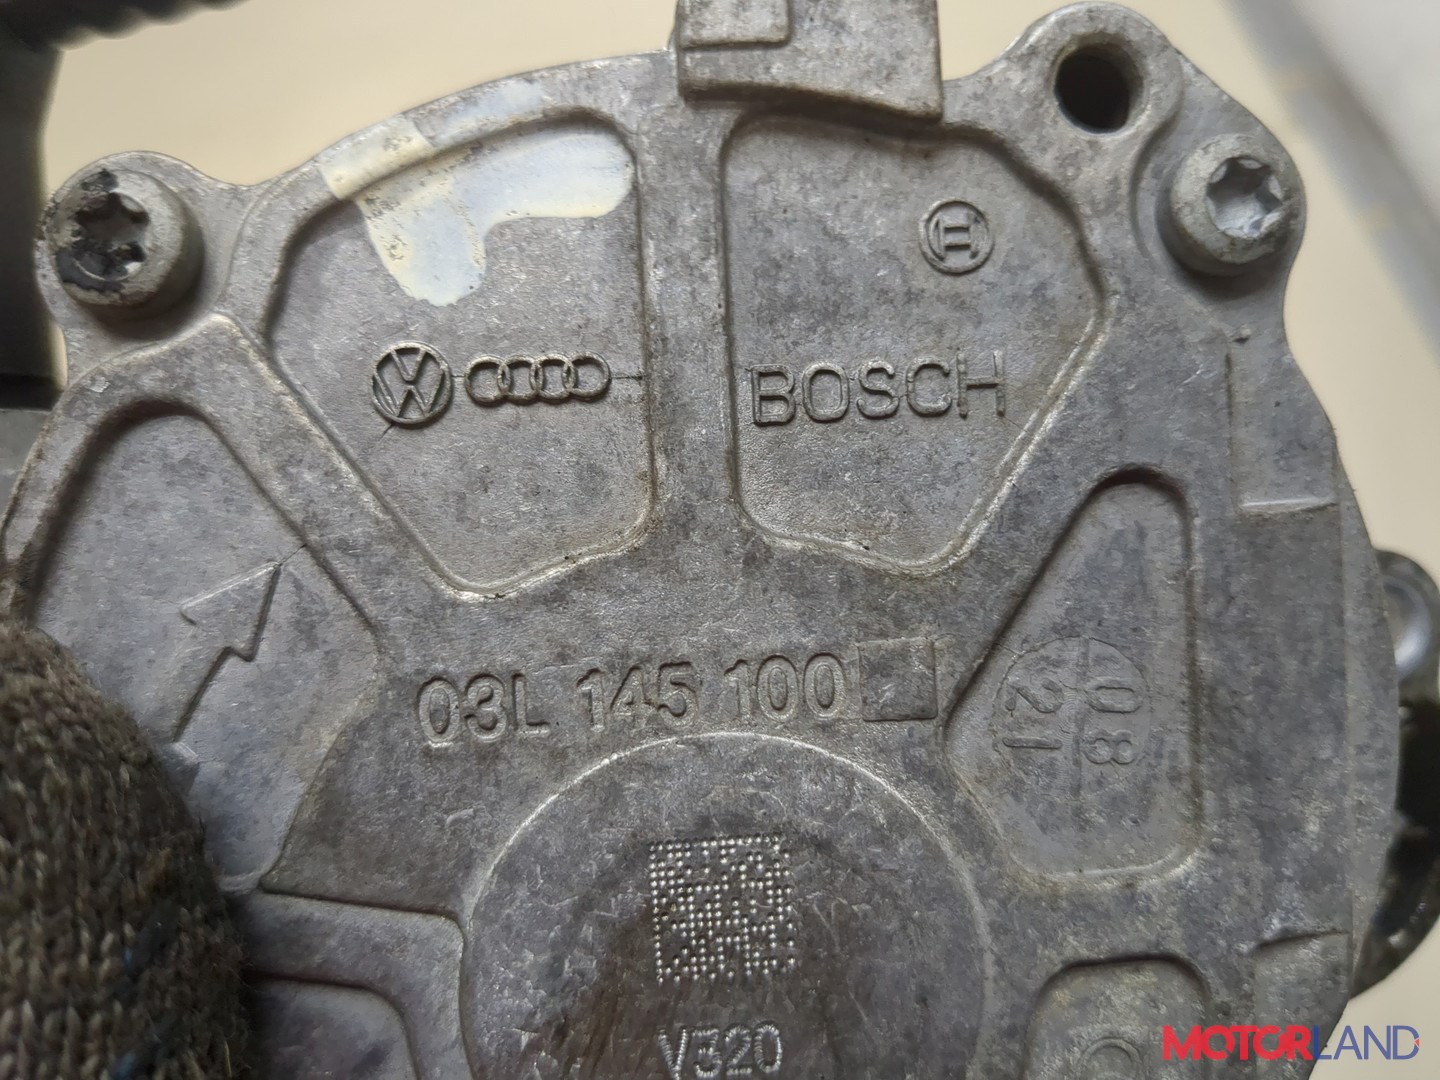 BOSCH
03L 145 100
08
21
V320
MOTORLAND